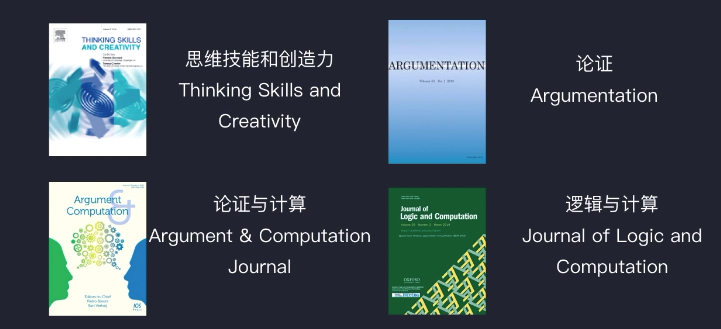 THINKING SKILLS
AND CREATIVITY
思维技能和创造力
Thinking Skills and
Creativity
ARGUMENTATION
论证
Argumentation
Argument
&
Computation
论证与计算
Argument & Computation
Journal
Journal of
Logic and Computation
OXFORD
逻辑与计算
Journal of Logic and
Computation